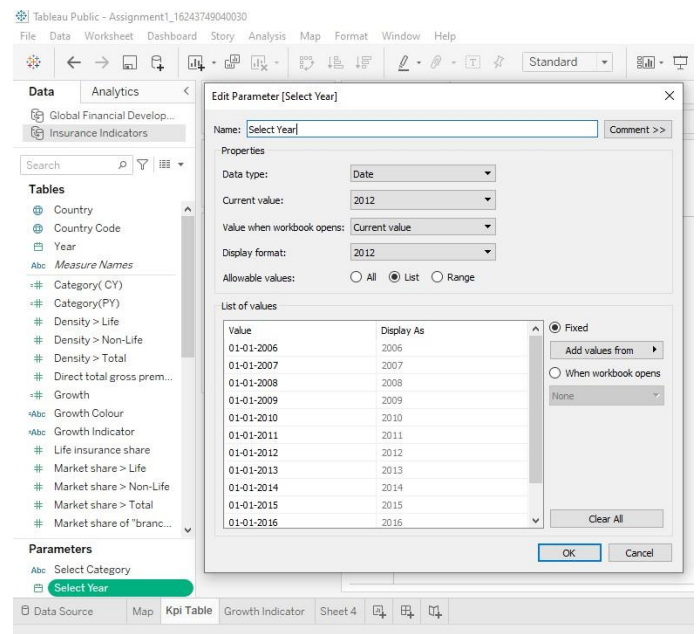 Tableau Public - Assignment1_16243749040030
File Data Worksheet Dashboard Story Analysis Map Format Window Help
Standard
Data Analytics
Global Financial Develop...
Insurance Indicators
Search
Tables
Country
Country Code
Year
Abc Measure Names
=# Category( CY)
=# Category(PY)
# Density > Life
# Density > Non-Life
# Density > Total
# Direct total gross prem...
=# Growth
=Abc Growth Colour
=Abc Growth Indicator
# Life insurance share
# Market share > Life
# Market share > Non-Life
# Market share > Total
# Market share of "branc...
Parameters
Abc Select Category
Select Year
Edit Parameter [Select Year]
Name: Select Year Comment >>
Properties
Data type: Date
Current value: 2012
Value when workbook opens: Current value
Display format: 2012
Allowable values: All List Range
List of values
Value Display As
01-01-2006 2006
01-01-2007 2007
01-01-2008 2008
01-01-2009 2009
01-01-2010 2010
01-01-2011 2011
01-01-2012 2012
01-01-2013 2013
01-01-2014 2014
01-01-2015 2015
01-01-2016 2016
Fixed
Add values from
When workbook opens
None
Clear All
OK Cancel
Data Source Map Kpi Table Growth Indicator Sheet 4